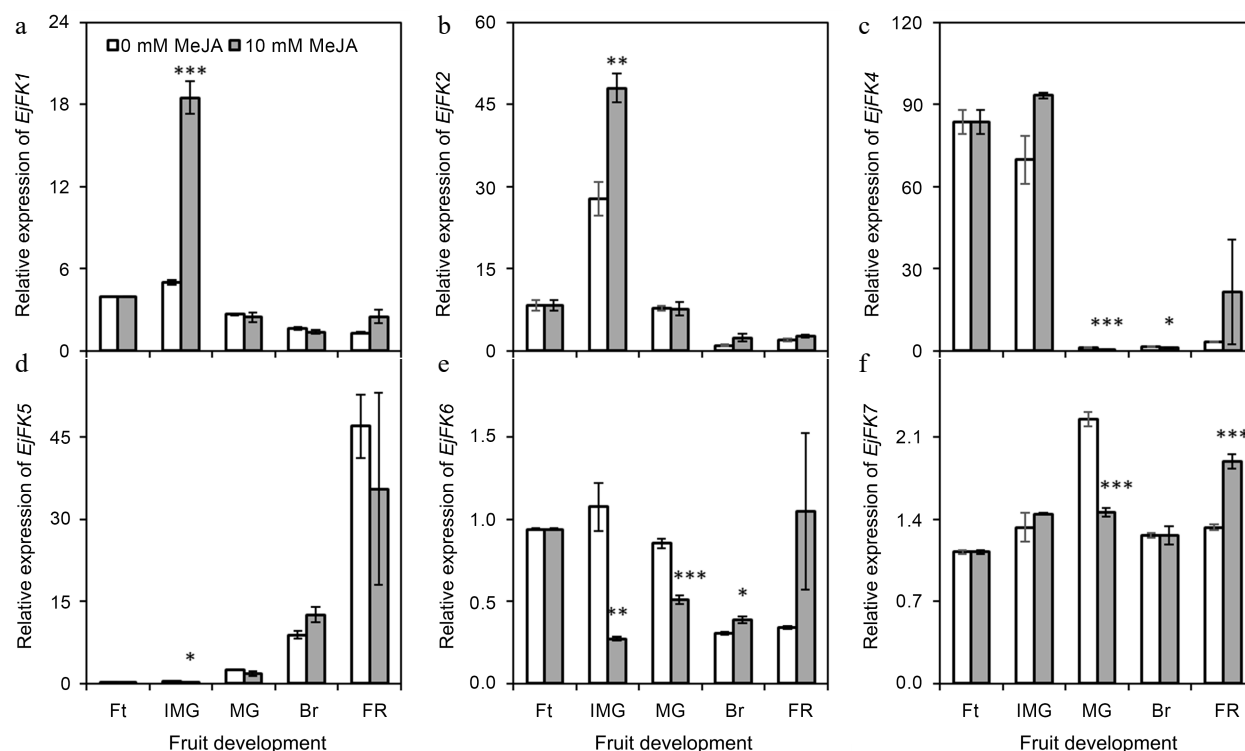 a
24
18
12
6
0
Relative expression of EjFK1
0 mM MeJA
10 mM MeJA
***
b
60
45
30
15
0
Relative expression of EjFK2
**
c
120
90
60
30
0
Relative expression of EjFK4
***
*
d
45
30
15
0
Relative expression of EjFK5
*
Ft IMG MG Br FR
Fruit development
e
1.5
1.0
0.5
0.0
Relative expression of EjFK6
**
***
*
Ft IMG MG Br FR
Fruit development
f
2.1
1.4
0.7
0.0
Relative expression of EjFK7
***
***
Ft IMG MG Br FR
Fruit development